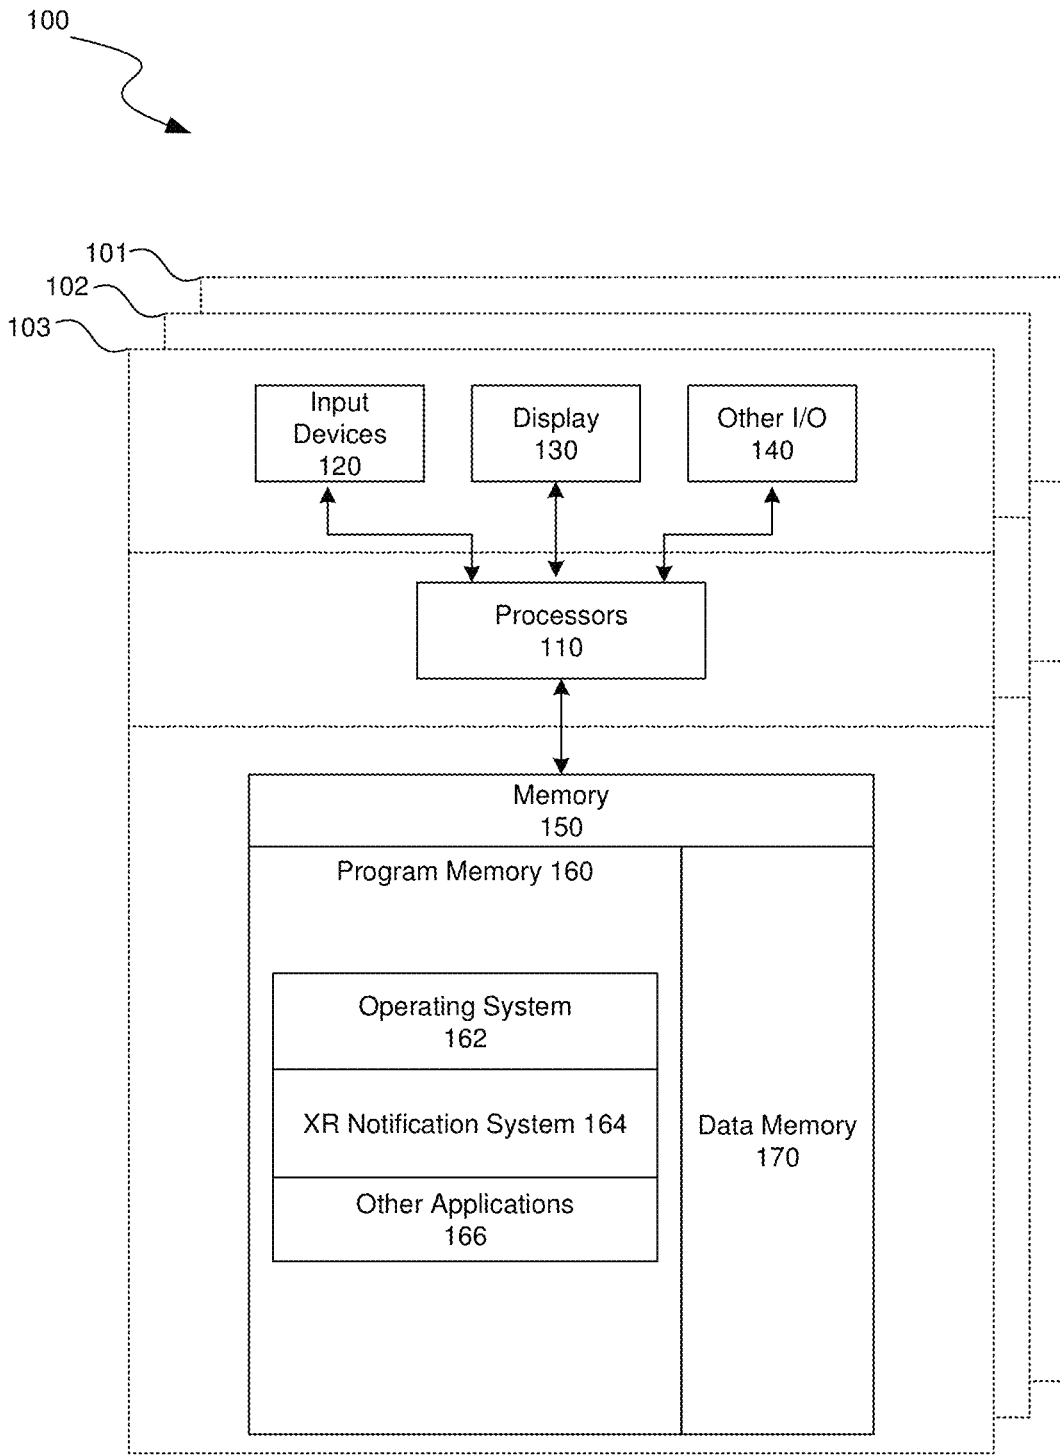 100
101
102
103
Input
Devices
120
Display
130
Other I/O
140
Processors
110
Memory
150
Program Memory 160
Operating System
162
XR Notification System 164
Other Applications
166
Data Memory
170